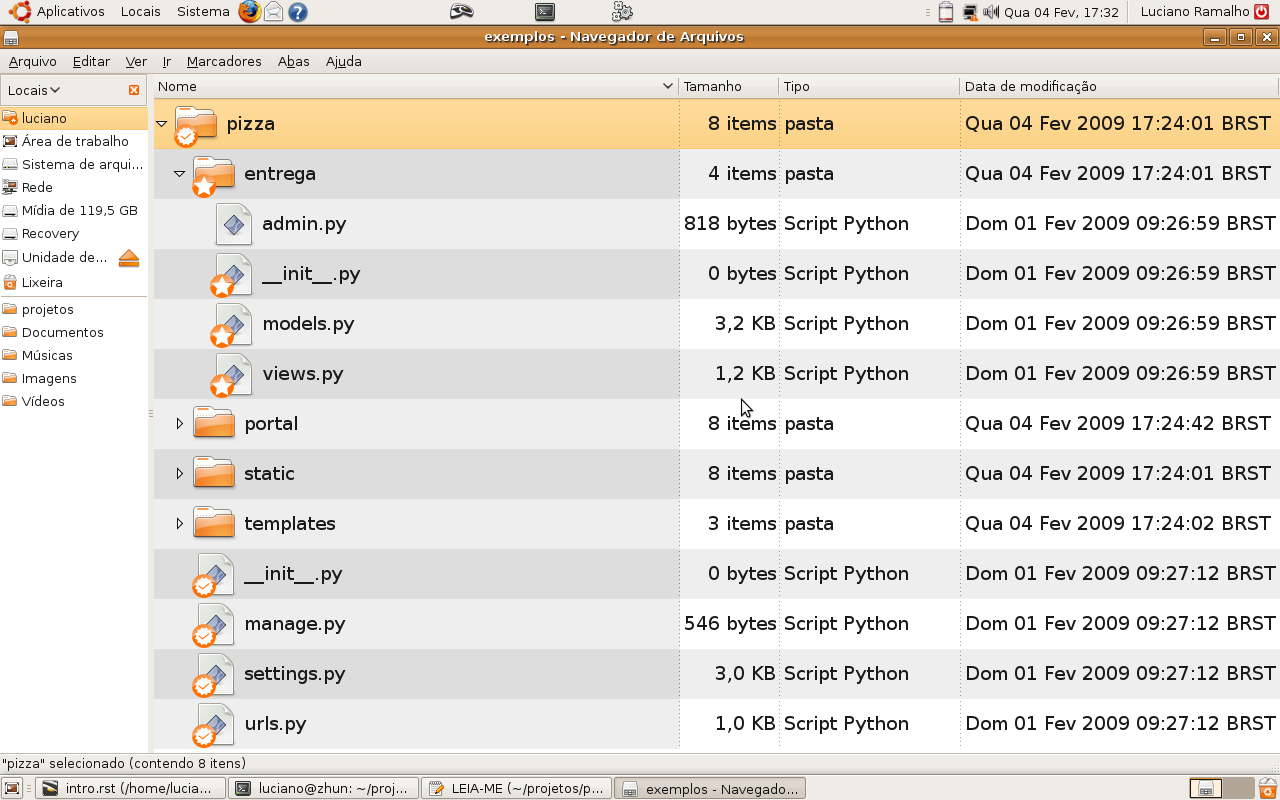 Aplicativos Locais Sistema Qua 04 Fev, 17:32 Luciano Ramalho
exemplos - Navegador de Arquivos
Arquivo Editar Ver Ir Marcadores Abas Ajuda
Locais
luciano
Área de trabalho
Sistema de arqui...
Rede
Mídia de 119,5 GB
Recovery
Unidade de...
Lixeira
projetos
Documentos
Músicas
Imagens
Vídeos
Nome Tamanho Tipo Data de modificação
pizza 8 items pasta Qua 04 Fev 2009 17:24:01 BRST
entrega 4 items pasta Qua 04 Fev 2009 17:24:01 BRST
admin.py 818 bytes Script Python Dom 01 Fev 2009 09:26:59 BRST
__init__.py 0 bytes Script Python Dom 01 Fev 2009 09:26:59 BRST
models.py 3,2 KB Script Python Dom 01 Fev 2009 09:26:59 BRST
views.py 1,2 KB Script Python Dom 01 Fev 2009 09:26:59 BRST
portal 8 items pasta Qua 04 Fev 2009 17:24:42 BRST
static 8 items pasta Qua 04 Fev 2009 17:24:01 BRST
templates 3 items pasta Qua 04 Fev 2009 17:24:02 BRST
__init__.py 0 bytes Script Python Dom 01 Fev 2009 09:27:12 BRST
manage.py 546 bytes Script Python Dom 01 Fev 2009 09:27:12 BRST
settings.py 3,0 KB Script Python Dom 01 Fev 2009 09:27:12 BRST
urls.py 1,0 KB Script Python Dom 01 Fev 2009 09:27:12 BRST
"pizza" selecionado (contendo 8 itens)
intro.rst (/home/lucia... luciano@zhun: ~/proj... LEIA-ME (~/projetos/p... exemplos - Navegado...